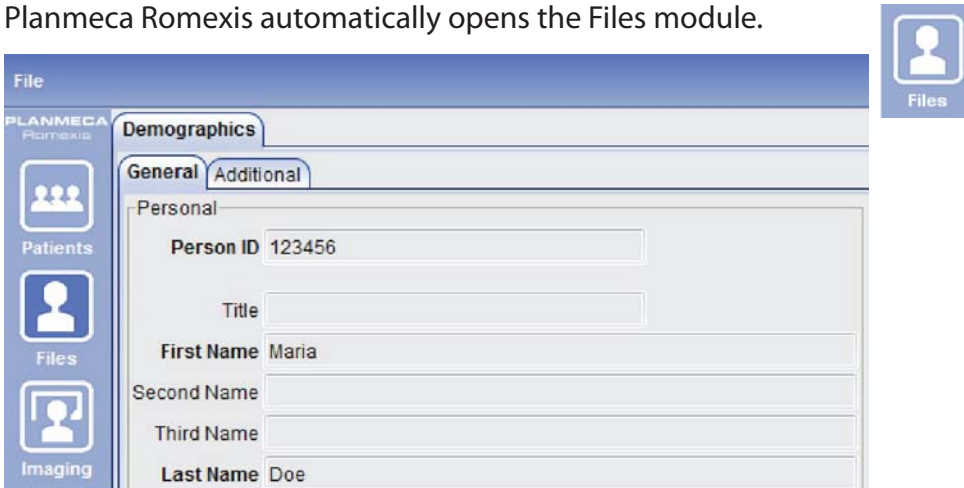 Planmeca Romexis automatically opens the Files module.
Files
File
PLANMECA
Romexis
Demographics
General Additional
Personal
Patients
Person ID 123456
Title
Files
First Name Maria
Second Name
Third Name
Imaging
Last Name Doe